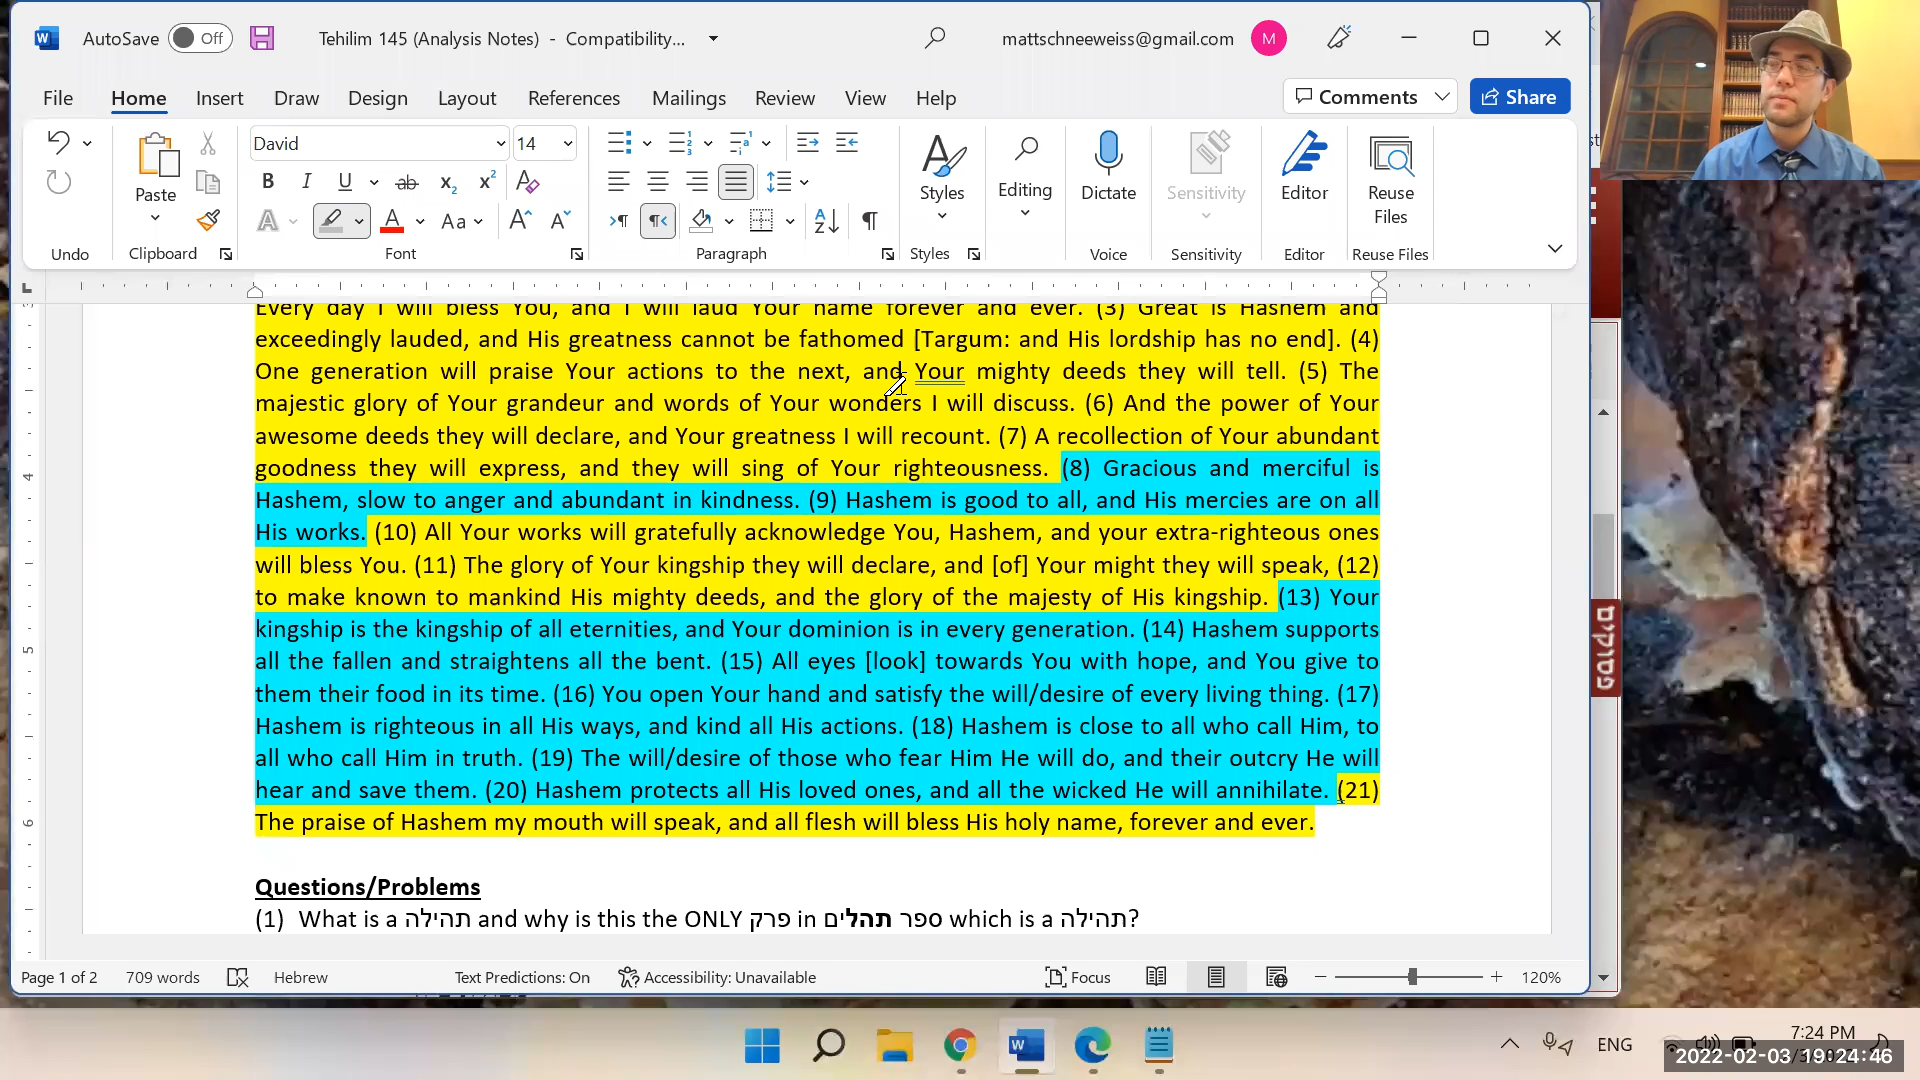 AutoSave Off Tehilim 145 (Analysis Notes) - Compatibility... mattschneeweiss@gmail.com M
File Home Insert Draw Design Layout References Mailings Review View Help Comments Share
David 14
Paste Styles Editing Dictate Sensitivity Editor Reuse Files
Undo Clipboard Font Paragraph Styles Voice Sensitivity Editor Reuse Files
Every day I will bless You, and I will laud Your name forever and ever. (3) Great is Hashem and
exceedingly lauded, and His greatness cannot be fathomed [Targum: and His lordship has no end]. (4)
One generation will praise Your actions to the next, and Your mighty deeds they will tell. (5) The
majestic glory of Your grandeur and words of Your wonders I will discuss. (6) And the power of Your
awesome deeds they will declare, and Your greatness I will recount. (7) A recollection of Your abundant
goodness they will express, and they will sing of Your righteousness. (8) Gracious and merciful is
Hashem, slow to anger and abundant in kindness. (9) Hashem is good to all, and His mercies are on all
His works. (10) All Your works will gratefully acknowledge You, Hashem, and your extra-righteous ones
will bless You. (11) The glory of Your kingship they will declare, and [of] Your might they will speak, (12)
to make known to mankind His mighty deeds, and the glory of the majesty of His kingship. (13) Your
kingship is the kingship of all eternities, and Your dominion is in every generation. (14) Hashem supports
all the fallen and straightens all the bent. (15) All eyes [look] towards You with hope, and You give to
them their food in its time. (16) You open Your hand and satisfy the will/desire of every living thing. (17)
Hashem is righteous in all His ways, and kind all His actions. (18) Hashem is close to all who call Him, to
all who call Him in truth. (19) The will/desire of those who fear Him He will do, and their outcry He will
hear and save them. (20) Hashem protects all His loved ones, and all the wicked He will annihilate. (21)
The praise of Hashem my mouth will speak, and all flesh will bless His holy name, forever and ever.
Questions/Problems
(1) What is a תהילה and why is this the ONLY פרק in ספר תהלים which is a תהילה?
פסוקים
Page 1 of 2 709 words Hebrew Text Predictions: On Accessibility: Unavailable Focus 120%
ENG 7:24 PM
2022-02-03 19:24:46